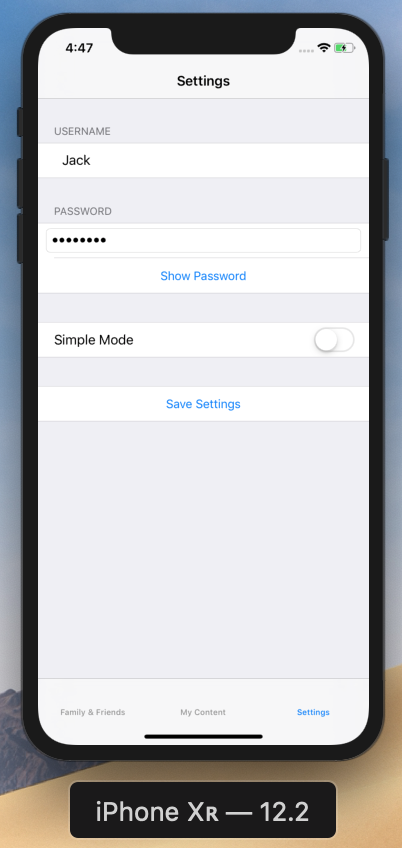 4:47
Settings
USERNAME
Jack
PASSWORD
••••••••
Show Password
Simple Mode
Save Settings
Family & Friends
My Content
Settings
iPhone Xʀ — 12.2